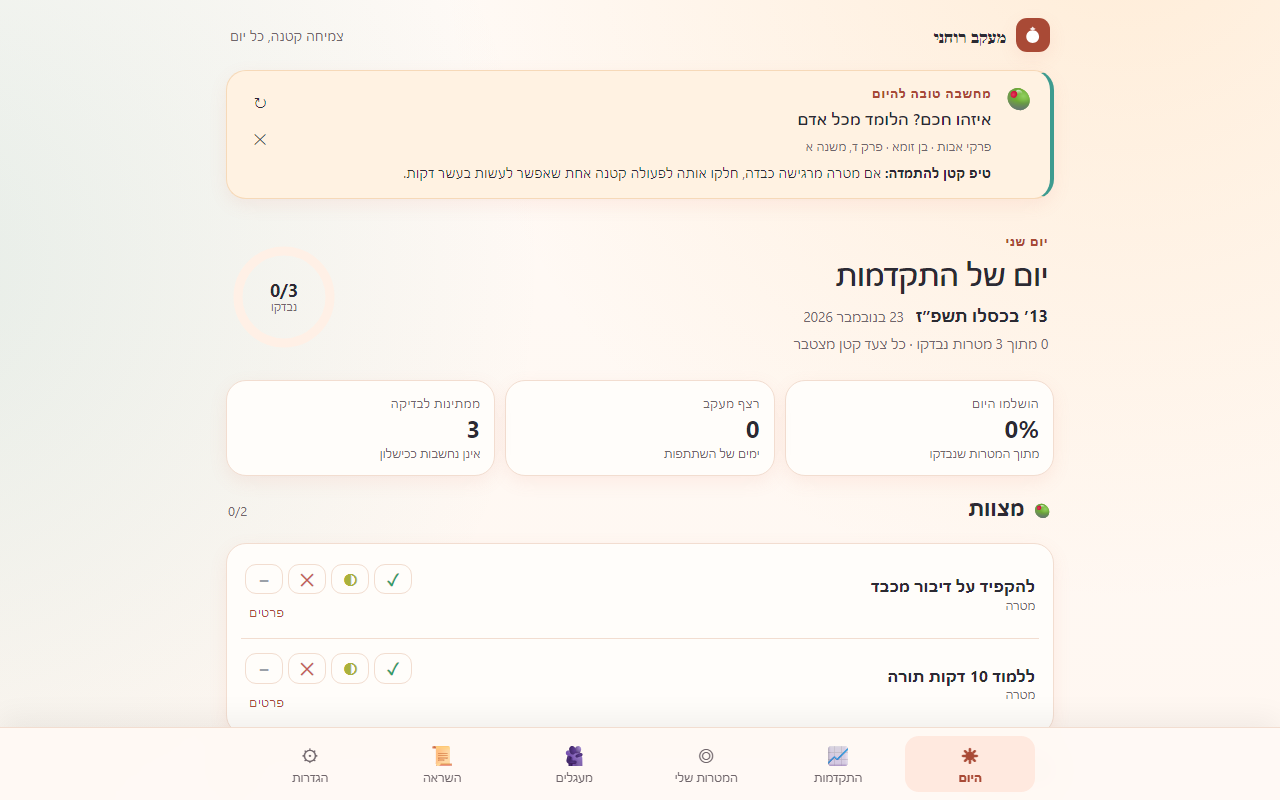 מעקב רוחני
צמיחה קטנה, כל יום
מחשבה טובה להיום
איזהו חכם? הלומד מכל אדם
פרקי אבות · בן זומא · פרק ד, משנה א
טיפ קטן להתמדה: אם מטרה מרגישה כבדה, חלקו אותה לפעולה קטנה אחת שאפשר לעשות בעשר דקות.
יום שני
יום של התקדמות
13׳ בכסלו תשפ״ז 23 בנובמבר 2026
0 מתוך 3 מטרות נבדקו · כל צעד קטן מצטבר
0/3
נבדקו
הושלמו היום
0%
מתוך המטרות שנבדקו
רצף מעקב
0
ימים של השתתפות
ממתינות לבדיקה
3
אינן נחשבות ככישלון
מצוות
0/2
להקפיד על דיבור מכבד
מטרה
פרטים
ללמוד 10 דקות תורה
מטרה
פרטים
היום
התקדמות
המטרות שלי
מעגלים
השראה
הגדרות